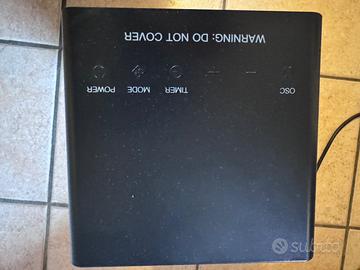 WARNING: DO NOT COVER
OSC TIMER MODE POWER
subito